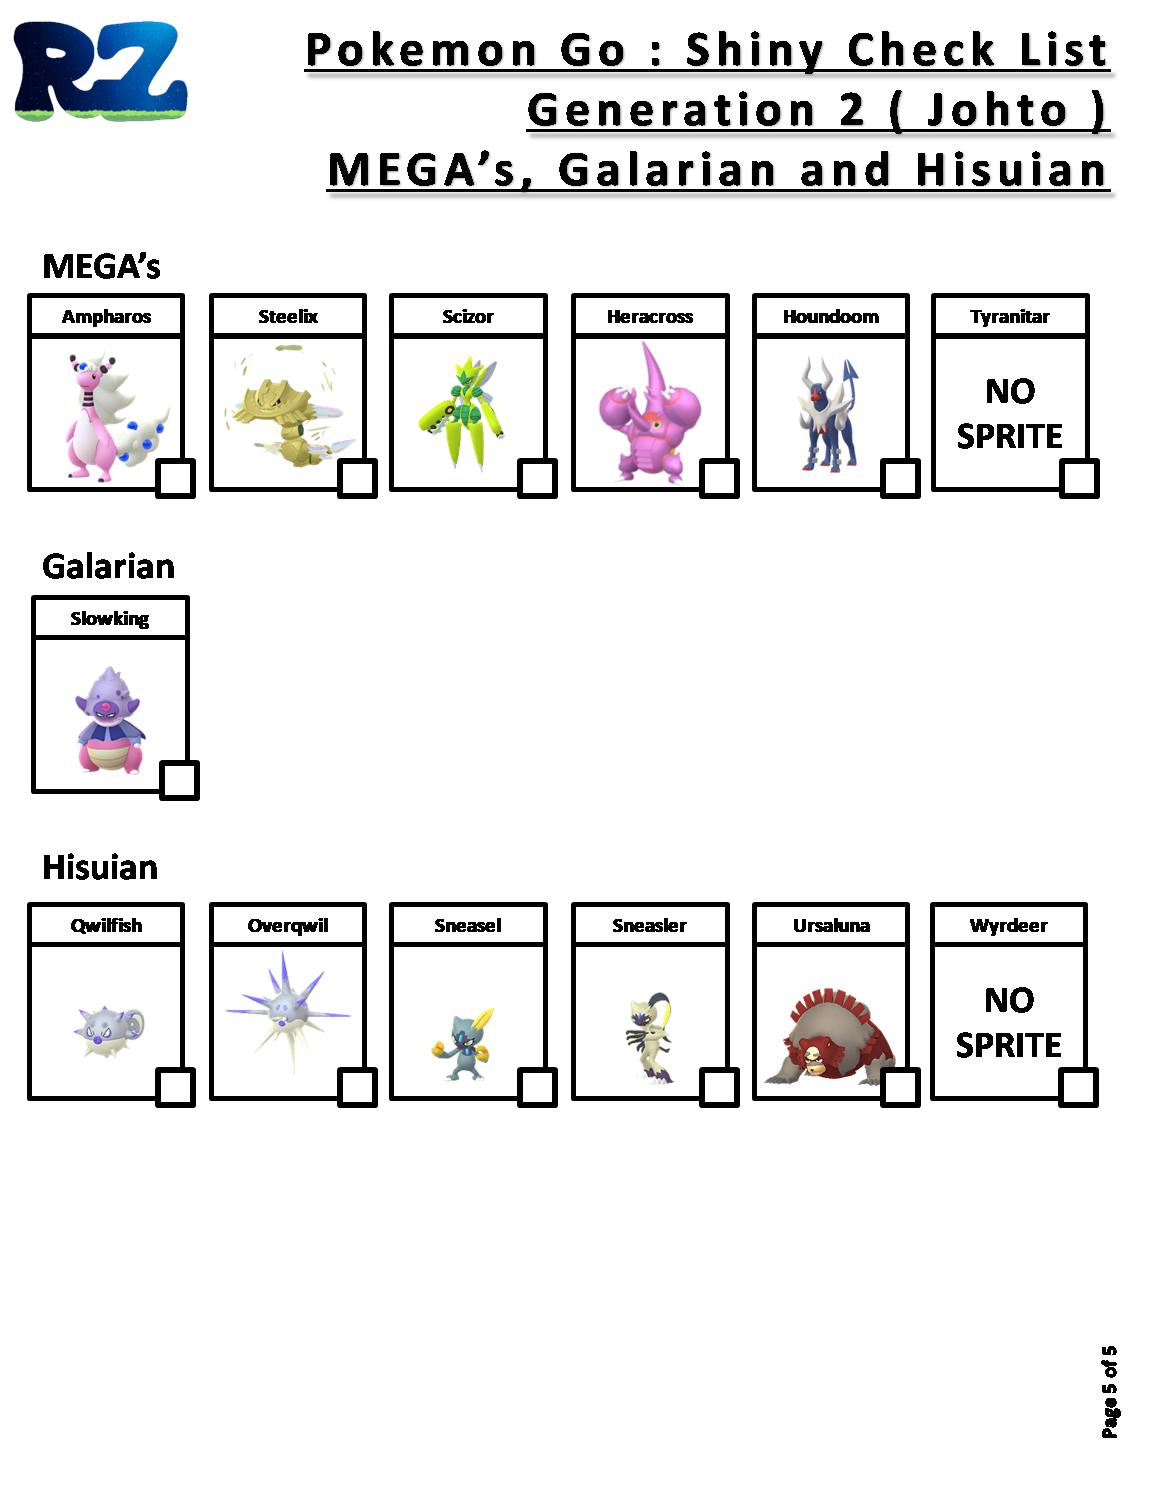 RZ
Pokemon Go : Shiny Check List
Generation 2 ( Johto )
MEGA’s, Galarian and Hisuian
MEGA’s
Ampharos
Steelix
Scizor
Heracross
Houndoom
Tyranitar
NO
SPRITE
Galarian
Slowking
Hisuian
Qwilfish
Overqwil
Sneasel
Sneasler
Ursaluna
Wyrdeer
NO
SPRITE
Page 5 of 5